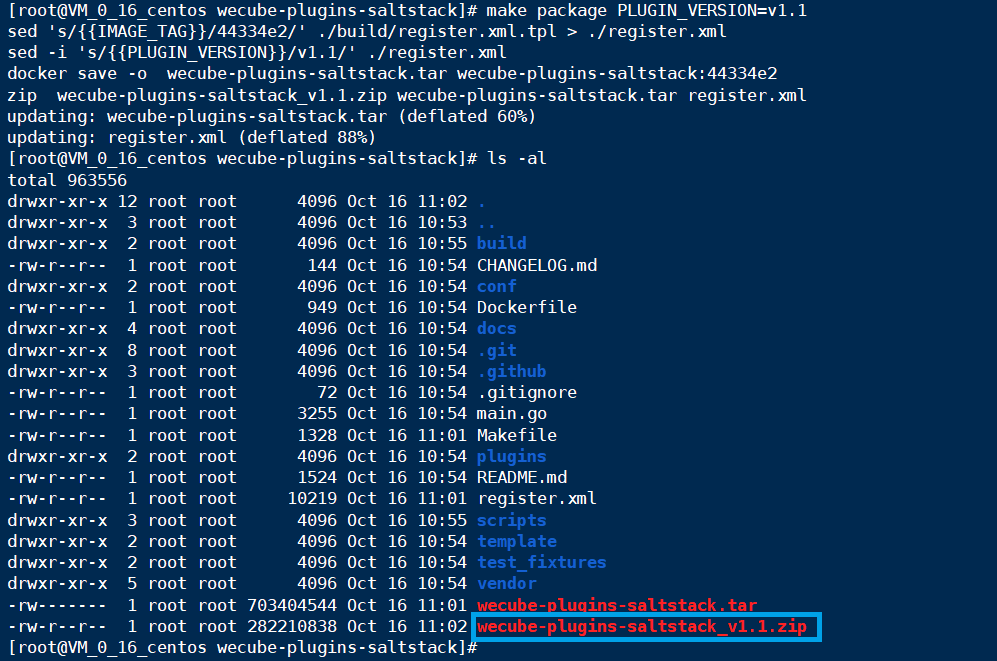 [root@VM_0_16_centos wecube-plugins-saltstack]# make package PLUGIN_VERSION=v1.1
sed 's/{{IMAGE_TAG}}/44334e2/' ./build/register.xml.tpl > ./register.xml
sed -i 's/{{PLUGIN_VERSION}}/v1.1/' ./register.xml
docker save -o  wecube-plugins-saltstack.tar wecube-plugins-saltstack:44334e2
zip  wecube-plugins-saltstack_v1.1.zip wecube-plugins-saltstack.tar register.xml
updating: wecube-plugins-saltstack.tar (deflated 60%)
updating: register.xml (deflated 88%)
[root@VM_0_16_centos wecube-plugins-saltstack]# ls -al
total 963556
drwxr-xr-x 12 root root      4096 Oct 16 11:02 .
drwxr-xr-x  3 root root      4096 Oct 16 10:53 ..
drwxr-xr-x  2 root root      4096 Oct 16 10:55 build
-rw-r--r--  1 root root       144 Oct 16 10:54 CHANGELOG.md
drwxr-xr-x  2 root root      4096 Oct 16 10:54 conf
-rw-r--r--  1 root root       949 Oct 16 10:54 Dockerfile
drwxr-xr-x  4 root root      4096 Oct 16 10:54 docs
drwxr-xr-x  8 root root      4096 Oct 16 10:54 .git
drwxr-xr-x  3 root root      4096 Oct 16 10:54 .github
-rw-r--r--  1 root root        72 Oct 16 10:54 .gitignore
-rw-r--r--  1 root root      3255 Oct 16 10:54 main.go
-rw-r--r--  1 root root      1328 Oct 16 11:01 Makefile
drwxr-xr-x  2 root root      4096 Oct 16 10:54 plugins
-rw-r--r--  1 root root      1524 Oct 16 10:54 README.md
-rw-r--r--  1 root root     10219 Oct 16 11:01 register.xml
drwxr-xr-x  3 root root      4096 Oct 16 10:55 scripts
drwxr-xr-x  2 root root      4096 Oct 16 10:54 template
drwxr-xr-x  2 root root      4096 Oct 16 10:54 test_fixtures
drwxr-xr-x  5 root root      4096 Oct 16 10:54 vendor
-rw-------  1 root root 703404544 Oct 16 11:01 wecube-plugins-saltstack.tar
-rw-r--r--  1 root root 282210838 Oct 16 11:02 wecube-plugins-saltstack_v1.1.zip
[root@VM_0_16_centos wecube-plugins-saltstack]#